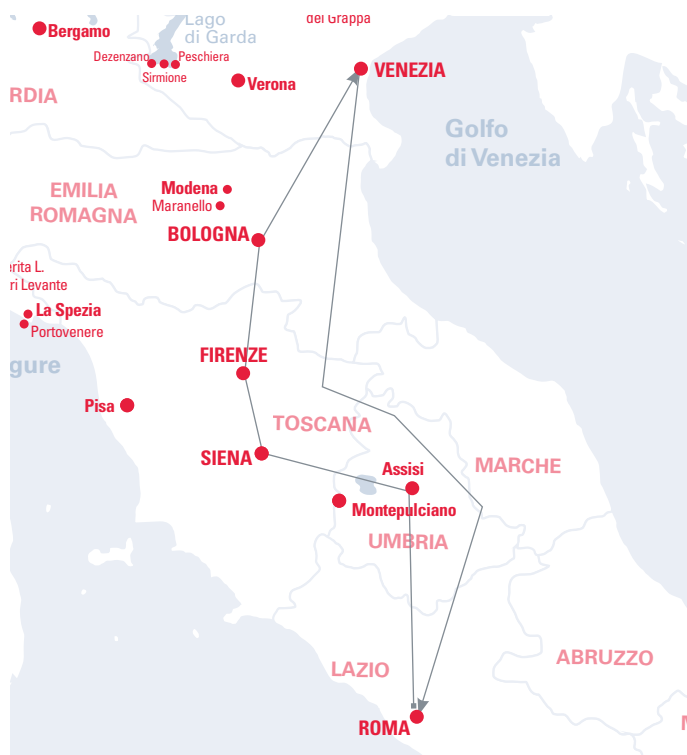 Lago
di Garda
del Grappa
Bergamo
Dezenzano
Peschiera
Sirmione
Verona
VENEZIA
RDIA
Golfo
di Venezia
EMILIA
ROMAGNA
Modena
Maranello
BOLOGNA
erita L.
ri Levante
La Spezia
Portovenere
gure
FIRENZE
Pisa
TOSCANA
SIENA
MARCHE
Assisi
Montepulciano
UMBRIA
ABRUZZO
LAZIO
ROMA